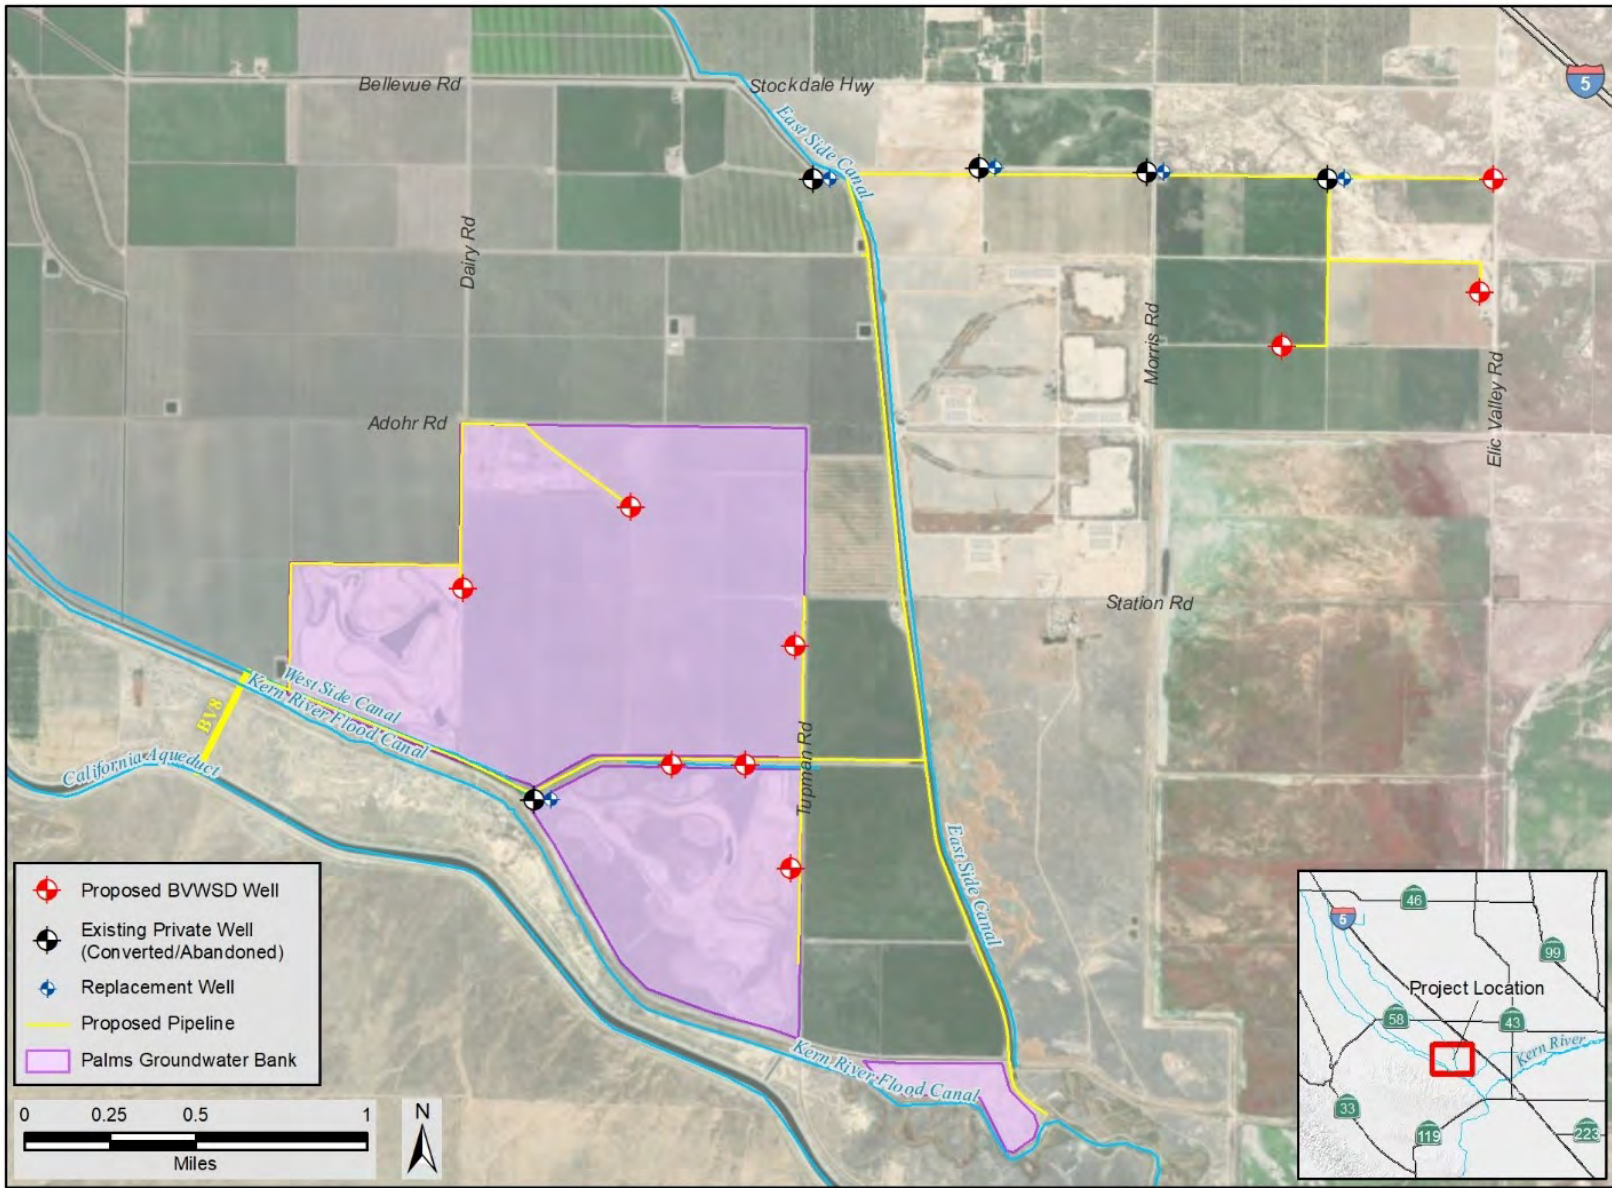 Bellevue Rd
Stockdale Hwy
5
East Side Canal
Dairy Rd
Morris Rd
Elic Valley Rd
Adohr Rd
Station Rd
West Side Canal
Kern River Flood Canal
BV8
California Aqueduct
Tupman Rd
East Side Canal
Kern River Flood Canal
Proposed BVWSD Well
Existing Private Well
(Converted/Abandoned)
Replacement Well
Proposed Pipeline
Palms Groundwater Bank
0 0.25 0.5 1
Miles
N
46
5
99
Project Location
58
43
Kern River
33
119
223